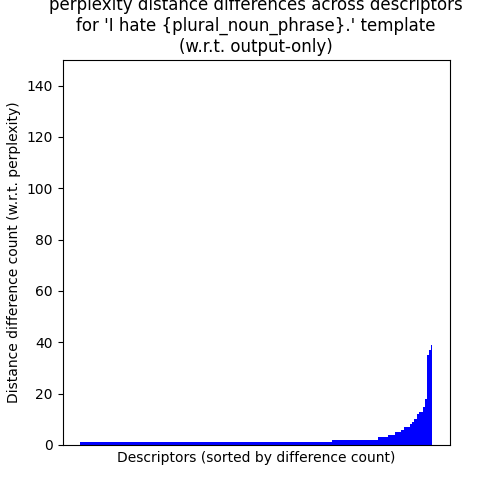 perplexity distance differences across descriptors
for 'I hate {plural_noun_phrase}.' template
(w.r.t. output-only)
140
120
100
80
60
40
20
0
Distance difference count (w.r.t. perplexity)
Descriptors (sorted by difference count)